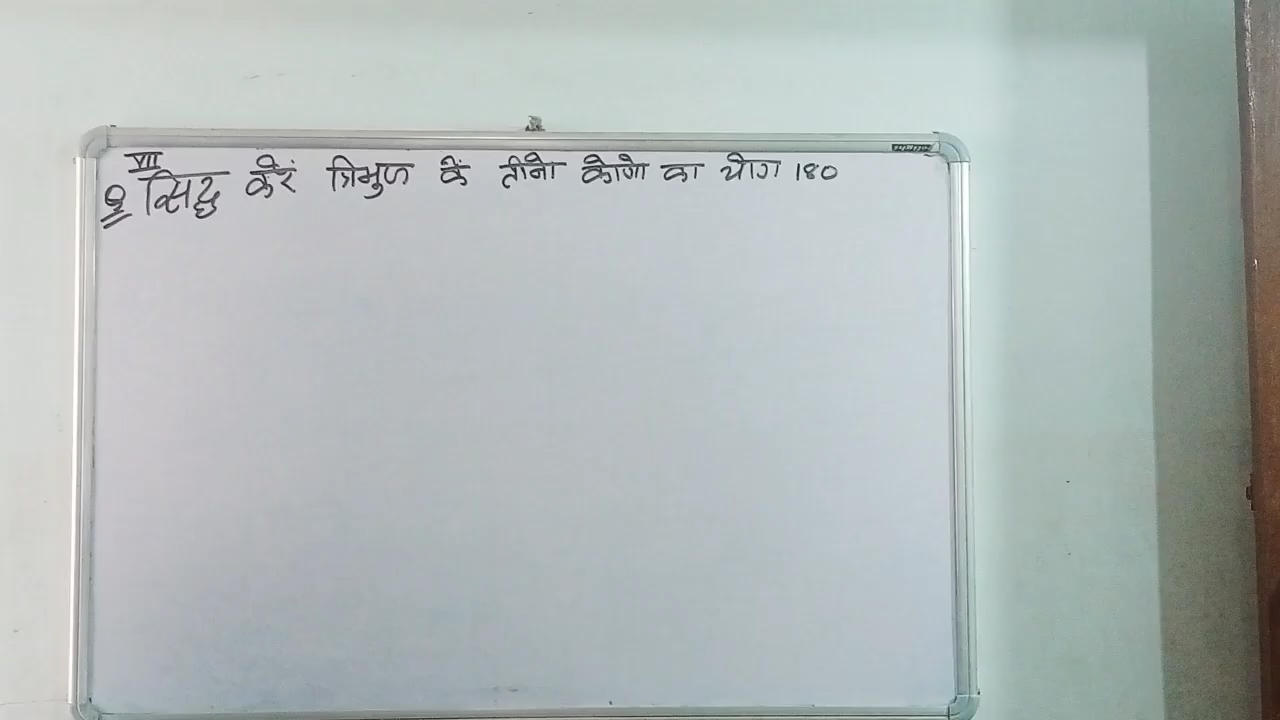 VII
Q सिद्ध करें त्रिभुज कें तीनो कोणो का योग 180